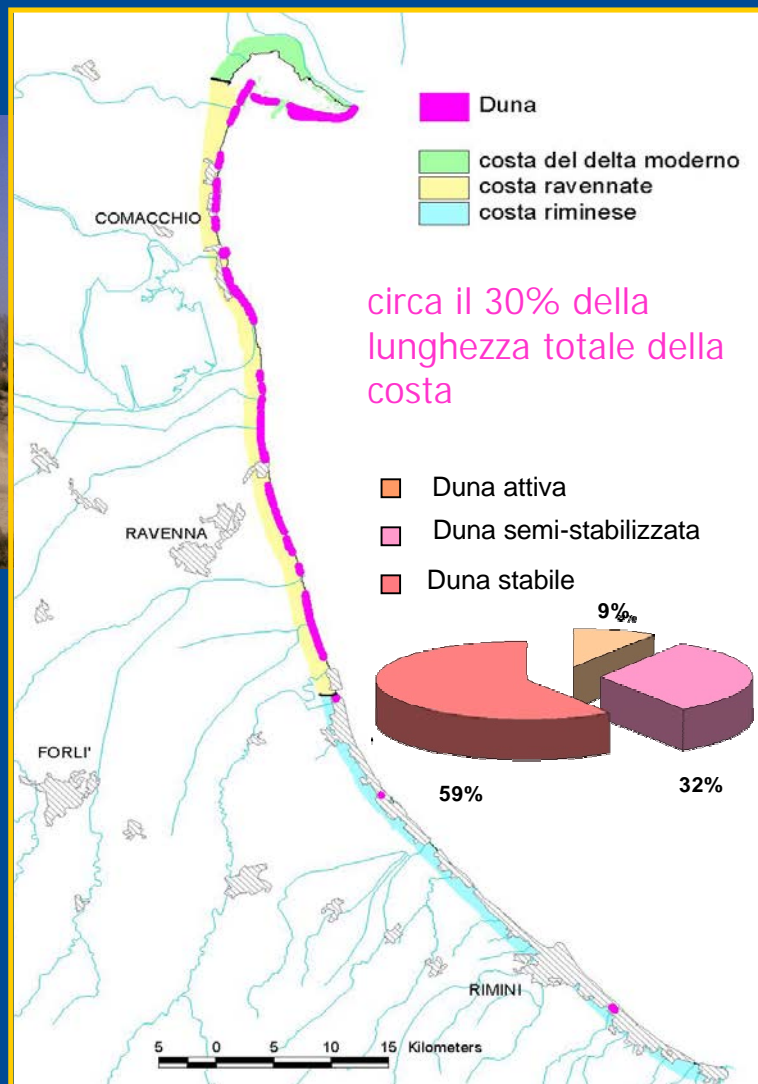 Duna
costa del delta moderno
costa ravennate
costa riminese
COMACCHIO
circa il 30% della
lunghezza totale della
costa
Duna attiva
Duna semi-stabilizzata
RAVENNA
Duna stabile
9%
FORLI'
59%
32%
RIMINI
5 0 5 10 15 Kilometers